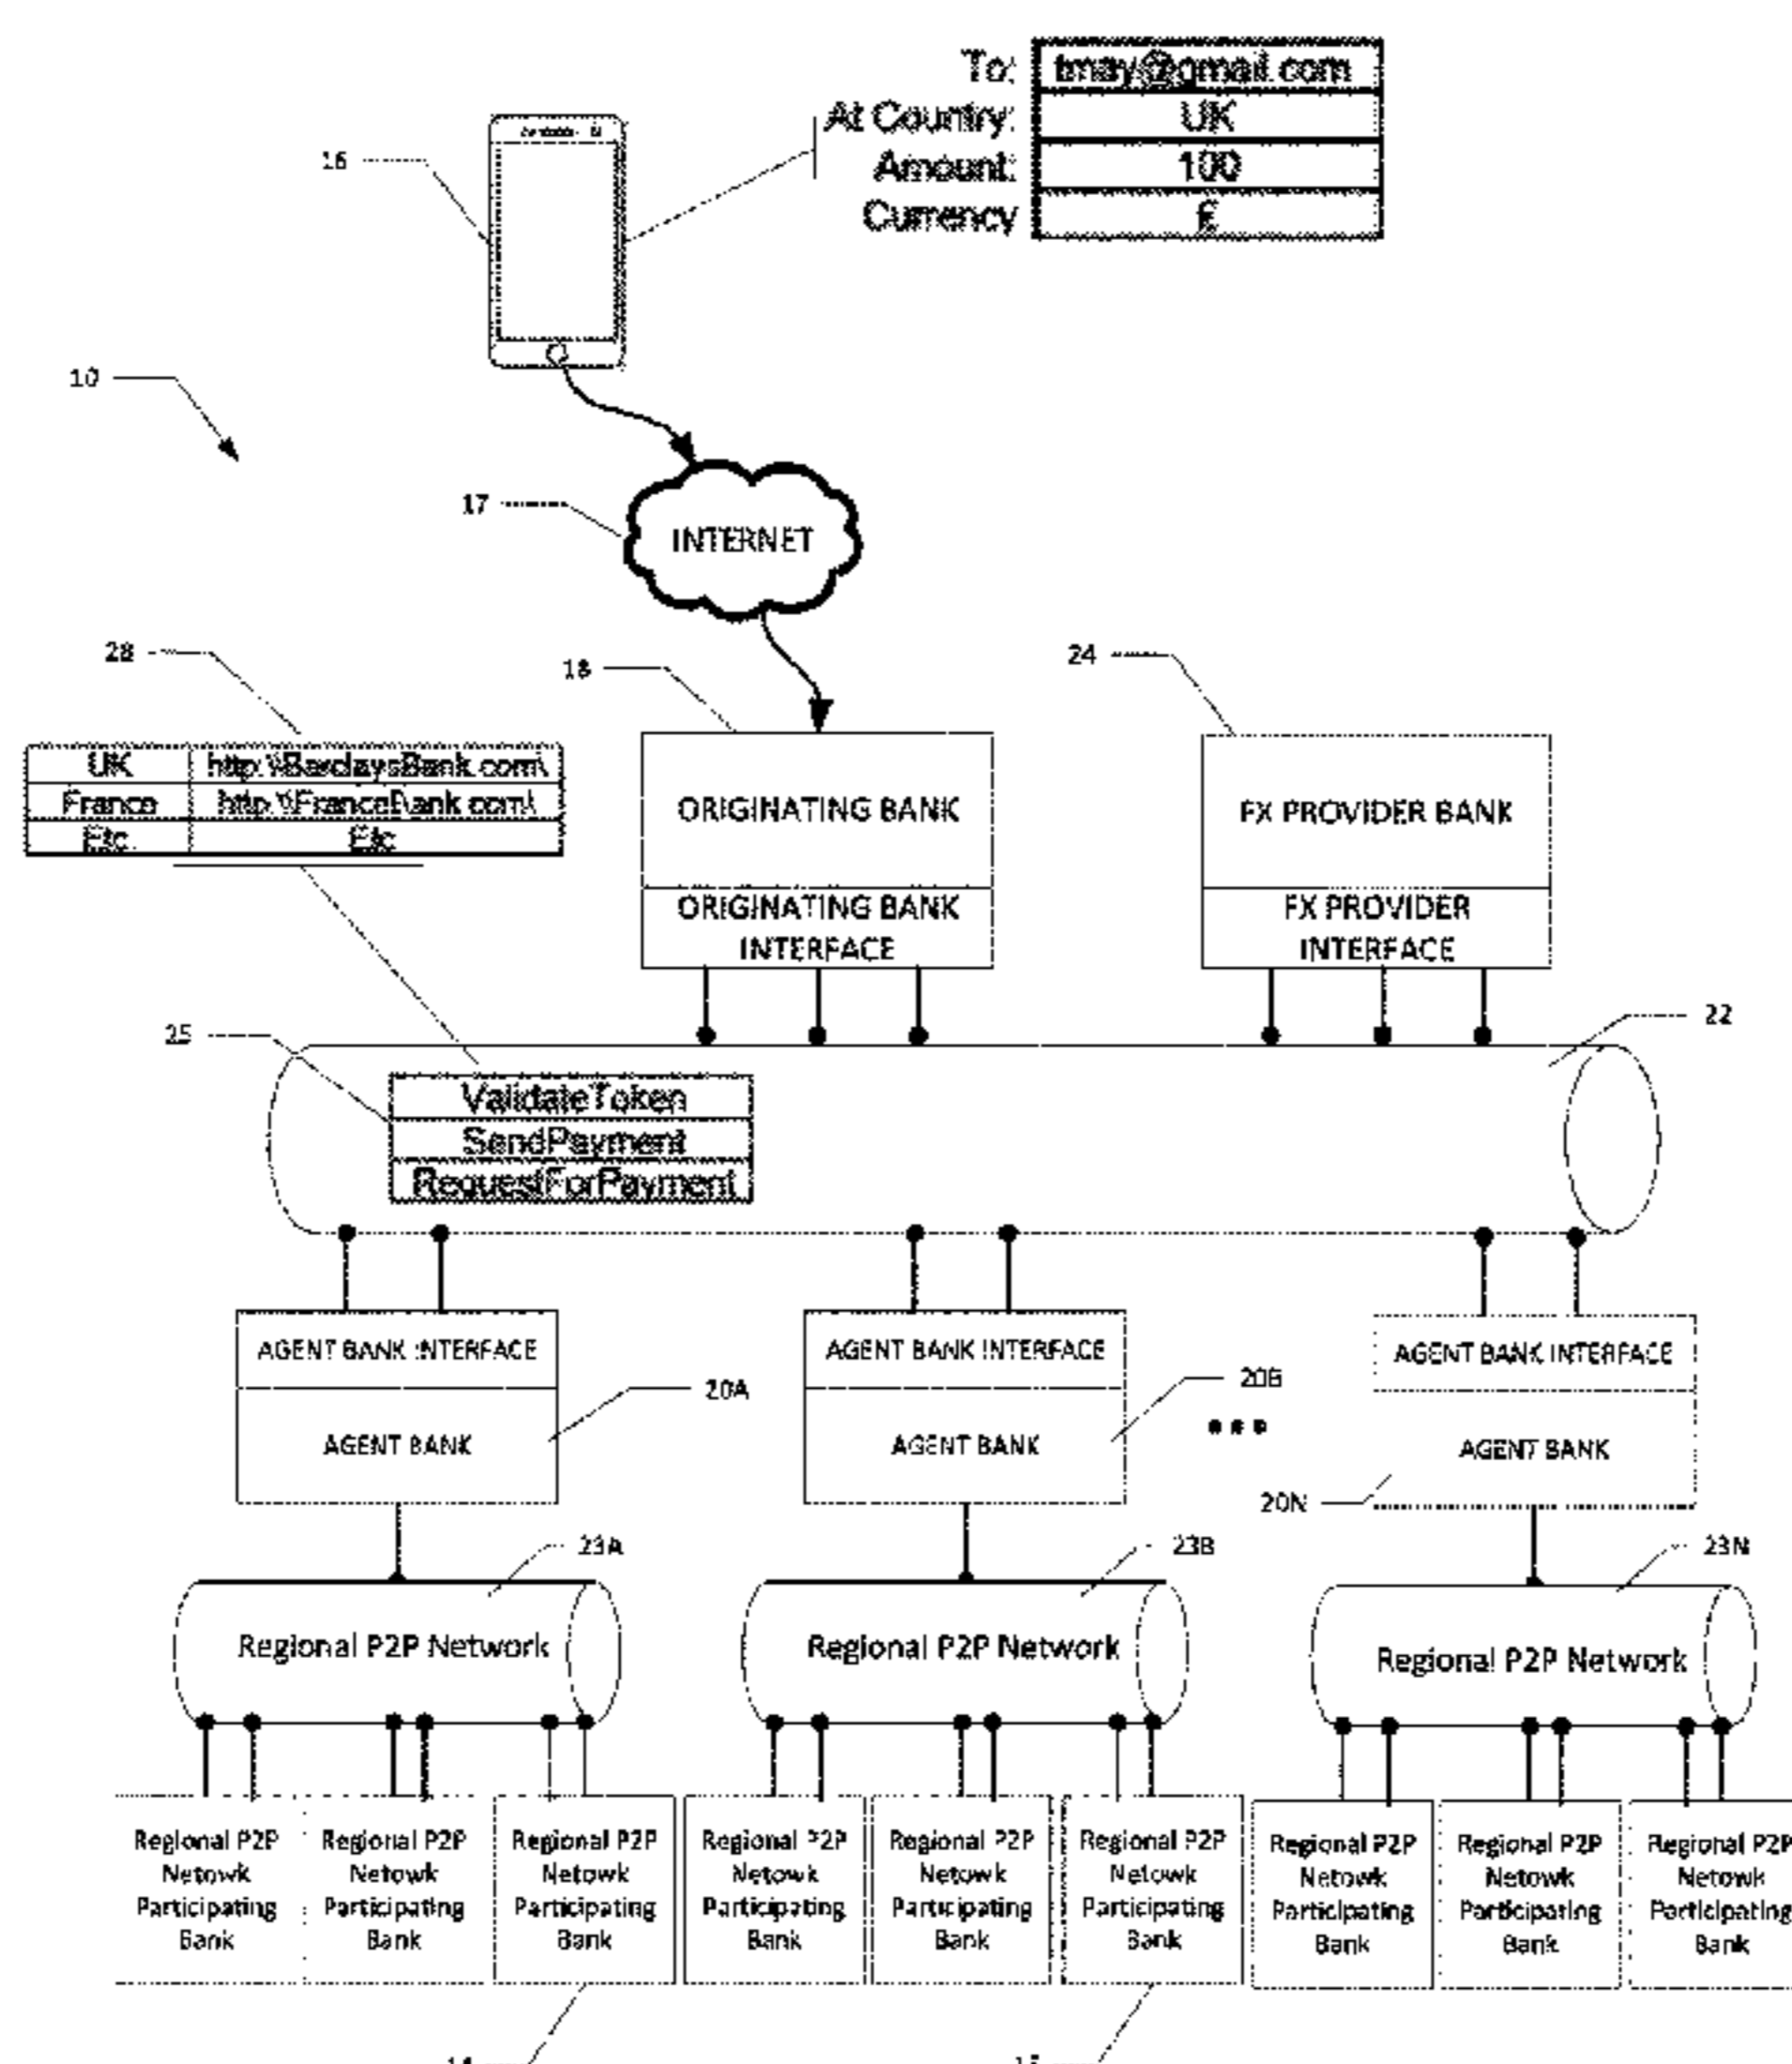 To: tmay@gmail.com
At Country: UK
Amount: 100
Currency £
16
10
17
INTERNET
28
18
24
UK http:\\BarclaysBank.com\
France http:\\FranceBank.com\
Etc. Etc
ORIGINATING BANK
FX PROVIDER BANK
ORIGINATING BANK
INTERFACE
FX PROVIDER
INTERFACE
25
22
ValidateToken
SendPayment
RequestForPayment
AGENT BANK INTERFACE
AGENT BANK INTERFACE
AGENT BANK INTERFACE
20A
20B
AGENT BANK
AGENT BANK
AGENT BANK
20N
23A
23B
23N
Regional P2P Network
Regional P2P Network
Regional P2P Network
Regional P2P
Netowk
Participating
Bank
Regional P2P
Netowk
Participating
Bank
Regional P2P
Netowk
Participating
Bank
Regional P2P
Netowk
Participating
Bank
Regional P2P
Netowk
Participating
Bank
Regional P2P
Netowk
Participating
Bank
Regional P2P
Netowk
Participating
Bank
Regional P2P
Netowk
Participating
Bank
Regional P2P
Netowk
Participating
Bank